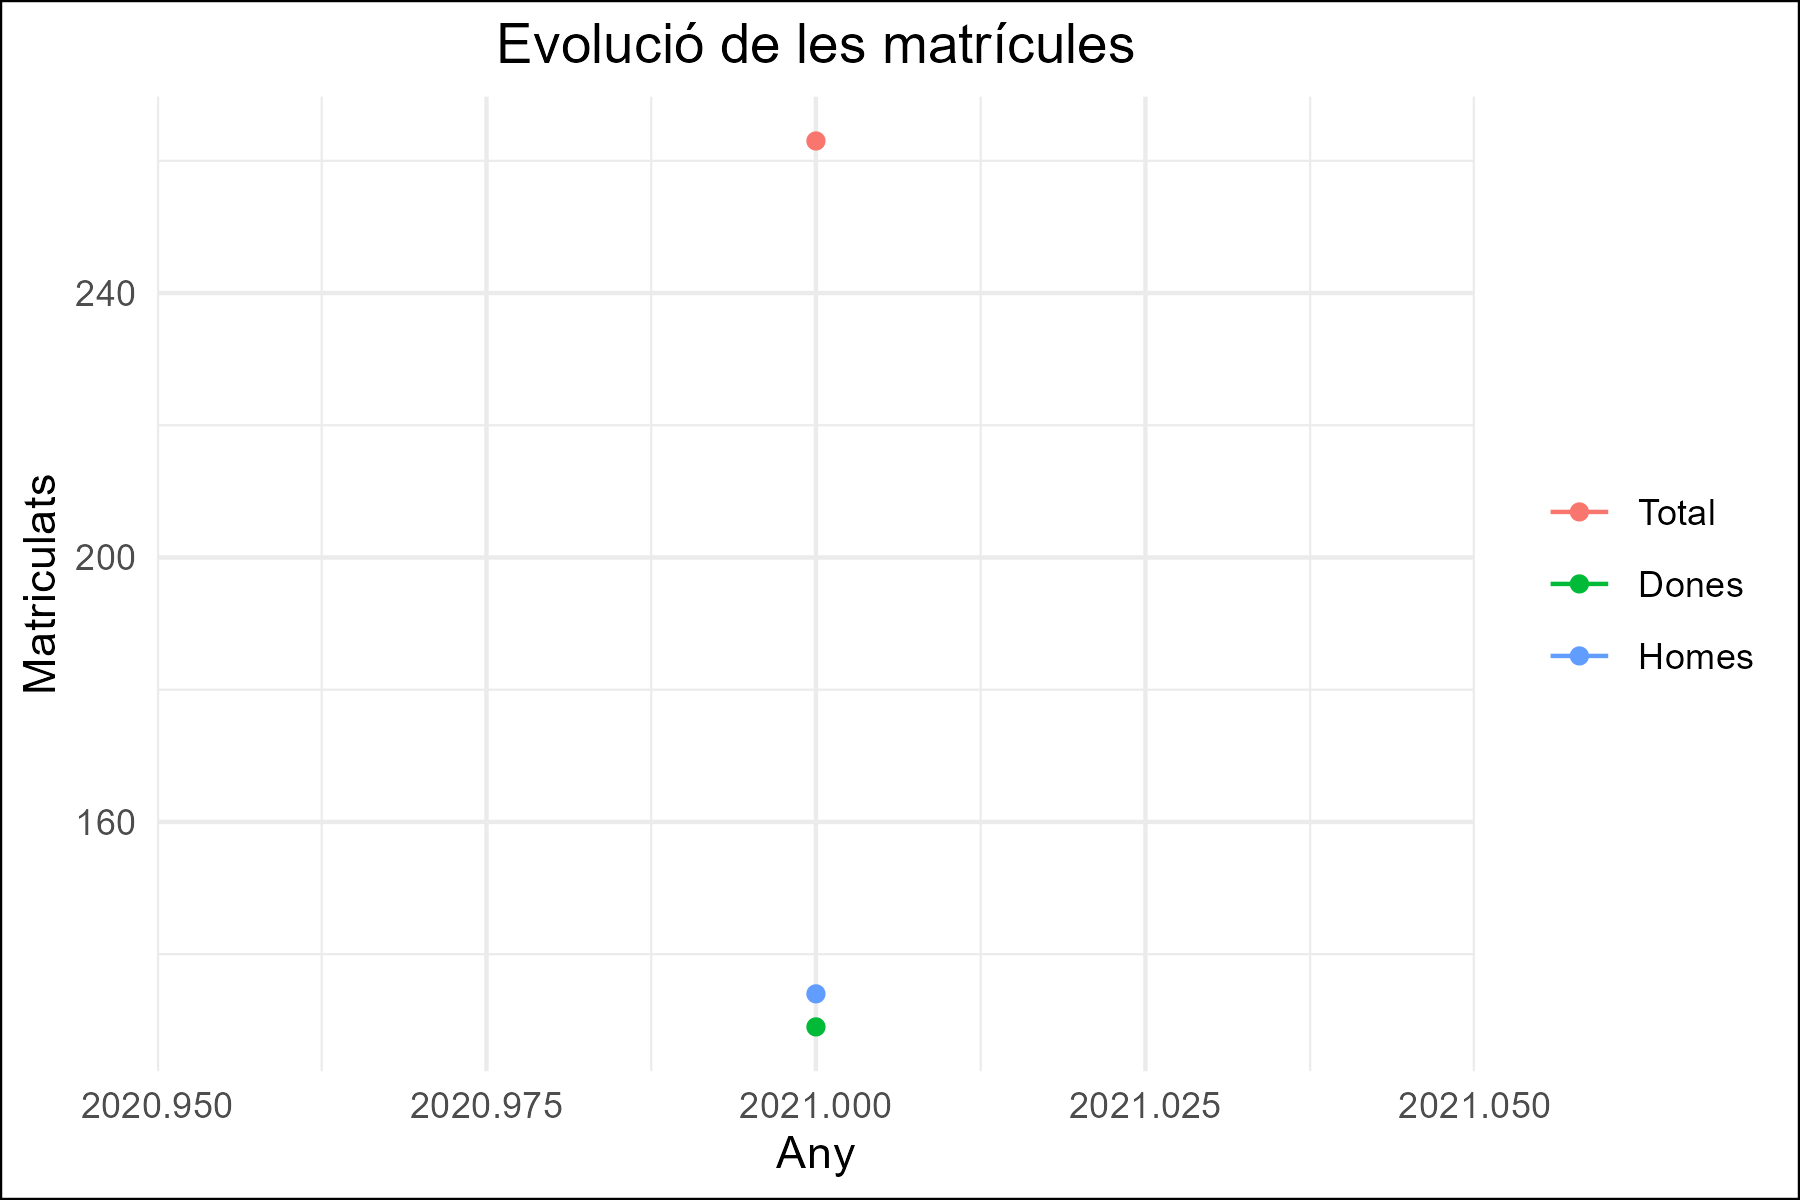 Evolució de les matrícules
Matriculats
240
200
160
2020.950
2020.975
2021.000
2021.025
2021.050
Any
Total
Dones
Homes